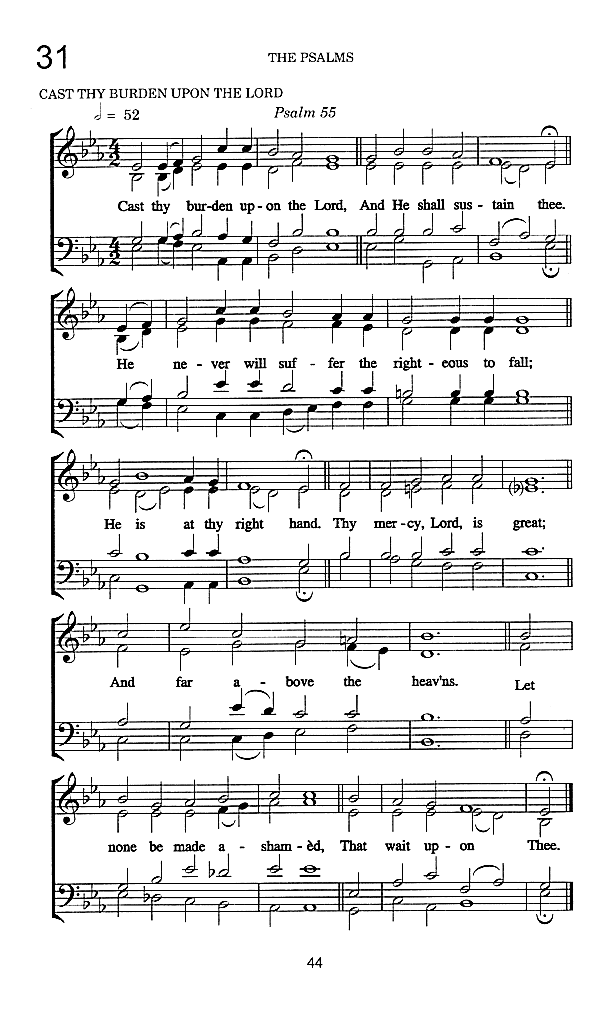 31
THE PSALMS
CAST THY BURDEN UPON THE LORD
= 52
Psalm 55
Cast thy bur-den up-on the Lord, And He shall sus - tain thee.
He ne - ver will suf - fer the right - eous to fall;
He is at thy right hand. Thy mer-cy, Lord, is great;
And far a - bove the heav'ns. Let
none be made a - sham-èd, That wait up - on Thee.
44